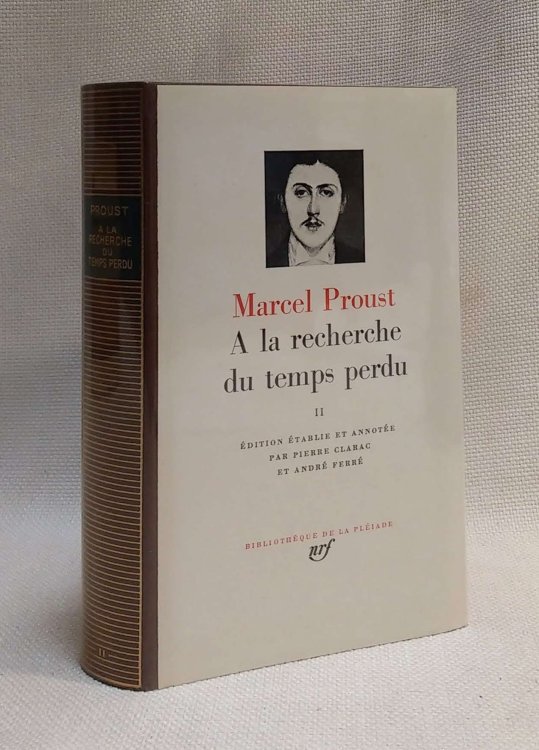 PROUST
A LA
RECHERCHE
DU
TEMPS PERDU
II
Marcel Proust
A la recherche
du temps perdu
II
ÉDITION ÉTABLIE ET ANNOTÉE
PAR PIERRE CLARAC
ET ANDRÉ FERRÉ
BIBLIOTHÈQUE DE LA PLÉIADE
nrf